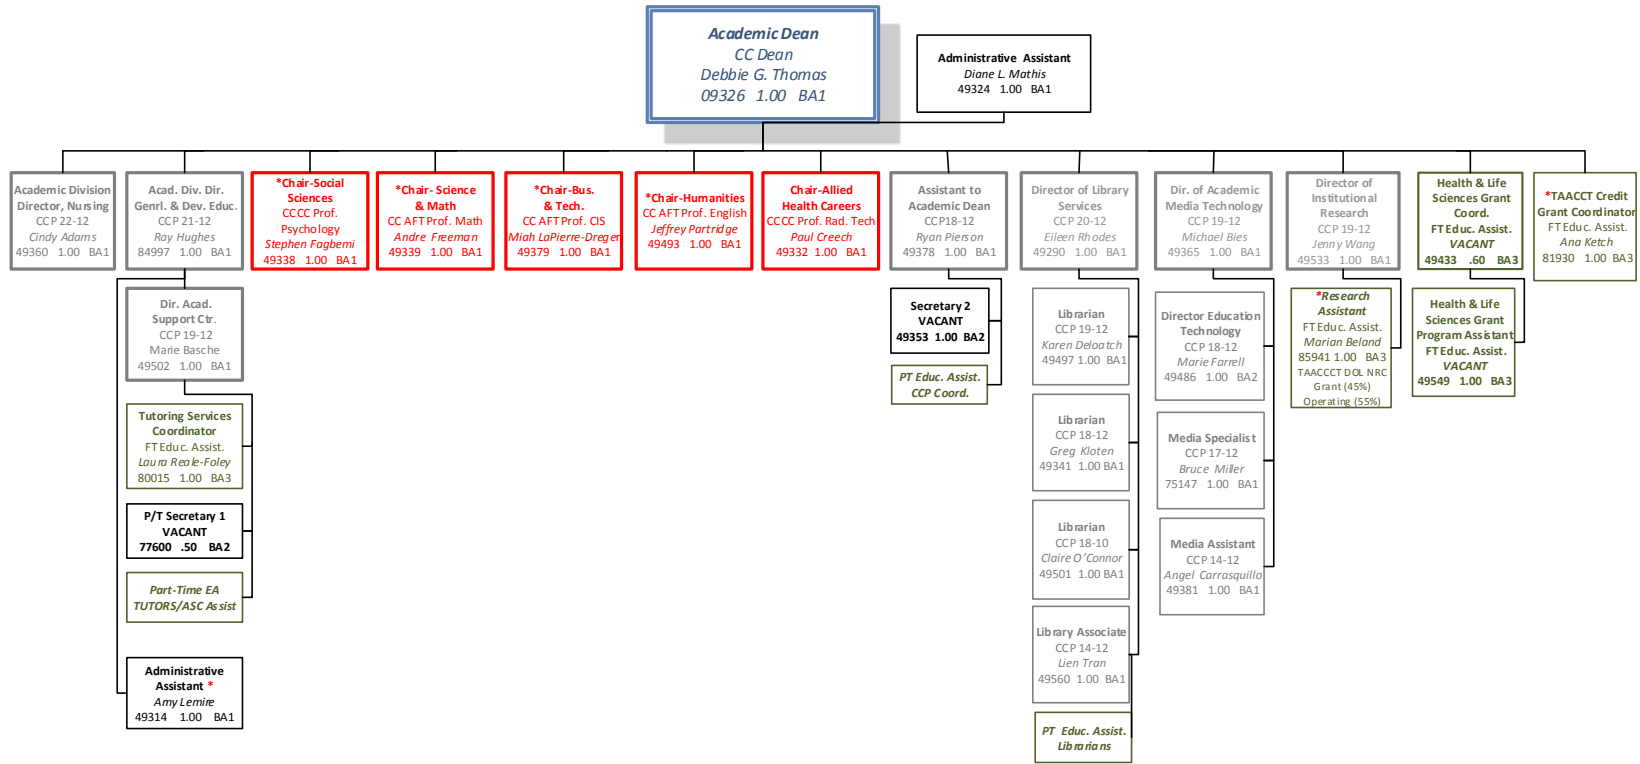 Academic Dean
CC Dean
Debbie G. Thomas
09326 1.00 BA1
Administrative Assistant
Diane L. Mathis
49324 1.00 BA1
Academic Division
Director, Nursing
CCP 22-12
Cindy Adams
49360 1.00 BA1
Acad. Div. Dir.
Genrl. & Dev. Educ.
CCP 21-12
Ray Hughes
84997 1.00 BA1
*Chair-Social
Sciences
CCCC Prof.
Psychology
Stephen Fagbemi
49338 1.00 BA1
*Chair- Science
& Math
CC AFT Prof. Math
Andre Freeman
49339 1.00 BA1
*Chair-Bus.
& Tech.
CC AFT Prof. CIS
Miah LaPierre-Dreger
49379 1.00 BA1
*Chair-Humanities
CC AFT Prof. English
Jeffrey Partridge
49493 1.00 BA1
Chair-Allied
Health Careers
CCCC Prof. Rad. Tech
Paul Creech
49332 1.00 BA1
Assistant to
Academic Dean
CCP18-12
Ryan Pierson
49378 1.00 BA1
Director of Library
Services
CCP 20-12
Eileen Rhodes
49290 1.00 BA1
Dir. of Academic
Media Technology
CCP 19-12
Michael Bies
49365 1.00 BA1
Director of
Institutional
Research
CCP 19-12
Jenny Wang
49533 1.00 BA1
Health & Life
Sciences Grant
Coord.
FT Educ. Assist.
VACANT
49433 .60 BA3
*TAACCT Credit
Grant Coordinator
FT Educ. Assist.
Ana Ketch
81930 1.00 BA3
Dir. Acad.
Support Ctr.
CCP 19-12
Marie Basche
49502 1.00 BA1
Tutoring Services
Coordinator
FT Educ. Assist.
Laura Reale-Foley
80015 1.00 BA3
P/T Secretary 1
VACANT
77600 .50 BA2
Part-Time EA
TUTORS/ASC Assist
Administrative
Assistant *
Amy Lemire
49314 1.00 BA1
Secretary 2
VACANT
49353 1.00 BA2
PT Educ. Assist.
CCP Coord.
Librarian
CCP 19-12
Karen Deloatch
49497 1.00 BA1
Librarian
CCP 18-12
Greg Kloten
49341 1.00 BA1
Librarian
CCP 18-10
Claire O'Connor
49501 1.00 BA1
Library Associate
CCP 14-12
Lien Tran
49560 1.00 BA1
PT Educ. Assist.
Librarians
Director Education
Technology
CCP 18-12
Marie Farrell
49486 1.00 BA2
Media Specialist
CCP 17-12
Bruce Miller
75147 1.00 BA1
Media Assistant
CCP 14-12
Angel Carrasquillo
49381 1.00 BA1
*Research
Assistant
FT Educ. Assist.
Marian Beland
85941 1.00 BA3
TAACCCT DOL NRC
Grant (45%)
Operating (55%)
Health & Life
Sciences Grant
Program Assistant
FT Educ. Assist.
VACANT
49549 1.00 BA3